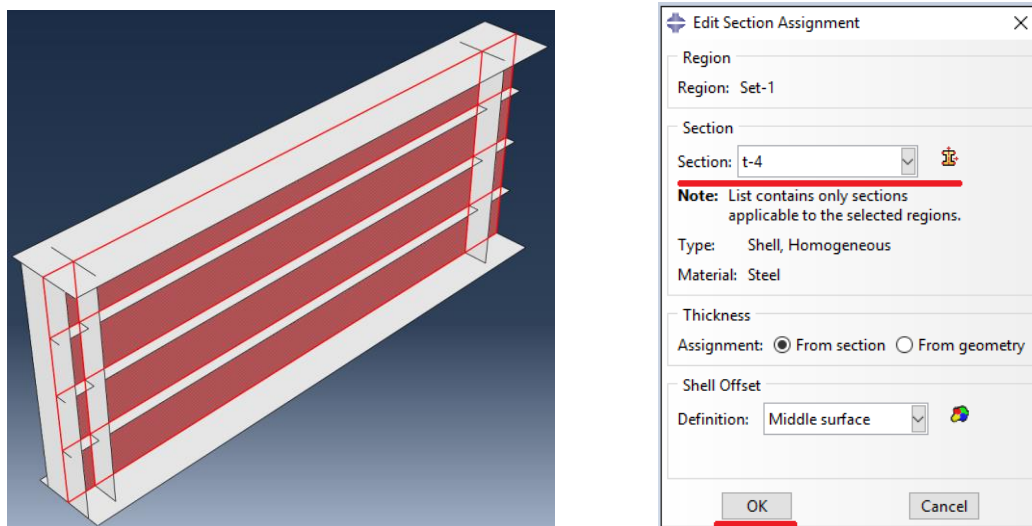 Edit Section Assignment
Region
Region: Set-1
Section
Section: t-4
Note: List contains only sections
applicable to the selected regions.
Type: Shell, Homogeneous
Material: Steel
Thickness
Assignment: From section From geometry
Shell Offset
Definition: Middle surface
OK Cancel